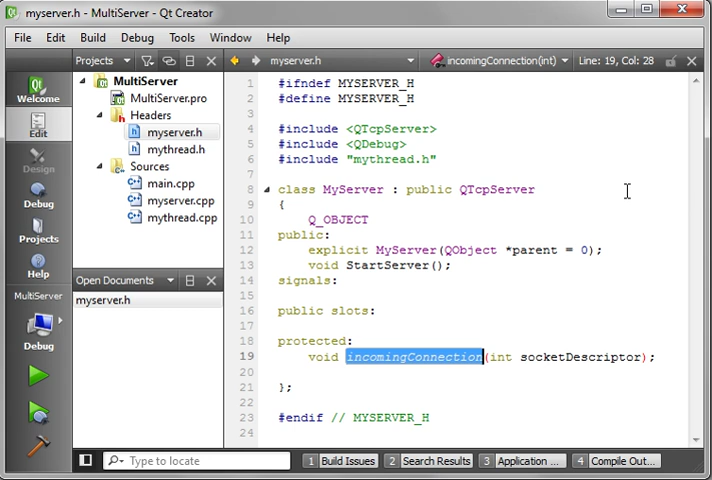 myserver.h - MultiServer - Qt Creator
File Edit Build Debug Tools Window Help
Projects myserver.h incomingConnection(int) Line: 19, Col: 28
Welcome
Edit
Design
Debug
Projects
Help
MultiServer
Debug
MultiServer
MultiServer.pro
Headers
myserver.h
mythread.h
Sources
main.cpp
myserver.cpp
mythread.cpp
Open Documents
myserver.h
1 #ifndef MYSERVER_H
2 #define MYSERVER_H
3
4 #include <QTcpServer>
5 #include <QDebug>
6 #include "mythread.h"
7
8 class MyServer : public QTcpServer
9 {
10 Q_OBJECT
11 public:
12 explicit MyServer(QObject *parent = 0);
13 void StartServer();
14 signals:
15
16 public slots:
17
18 protected:
19 void incomingConnection(int socketDescriptor);
20
21 };
22
23 #endif // MYSERVER_H
24
Type to locate 1 Build Issues 2 Search Results 3 Application ... 4 Compile Out...